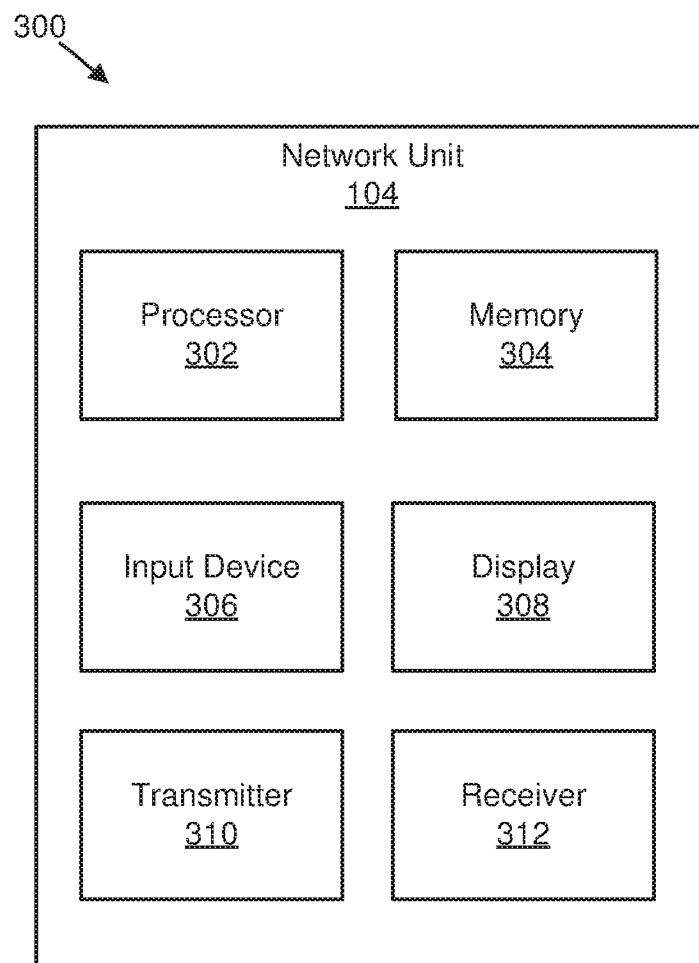 300
Network Unit
104
Processor
302
Memory
304
Input Device
306
Display
308
Transmitter
310
Receiver
312